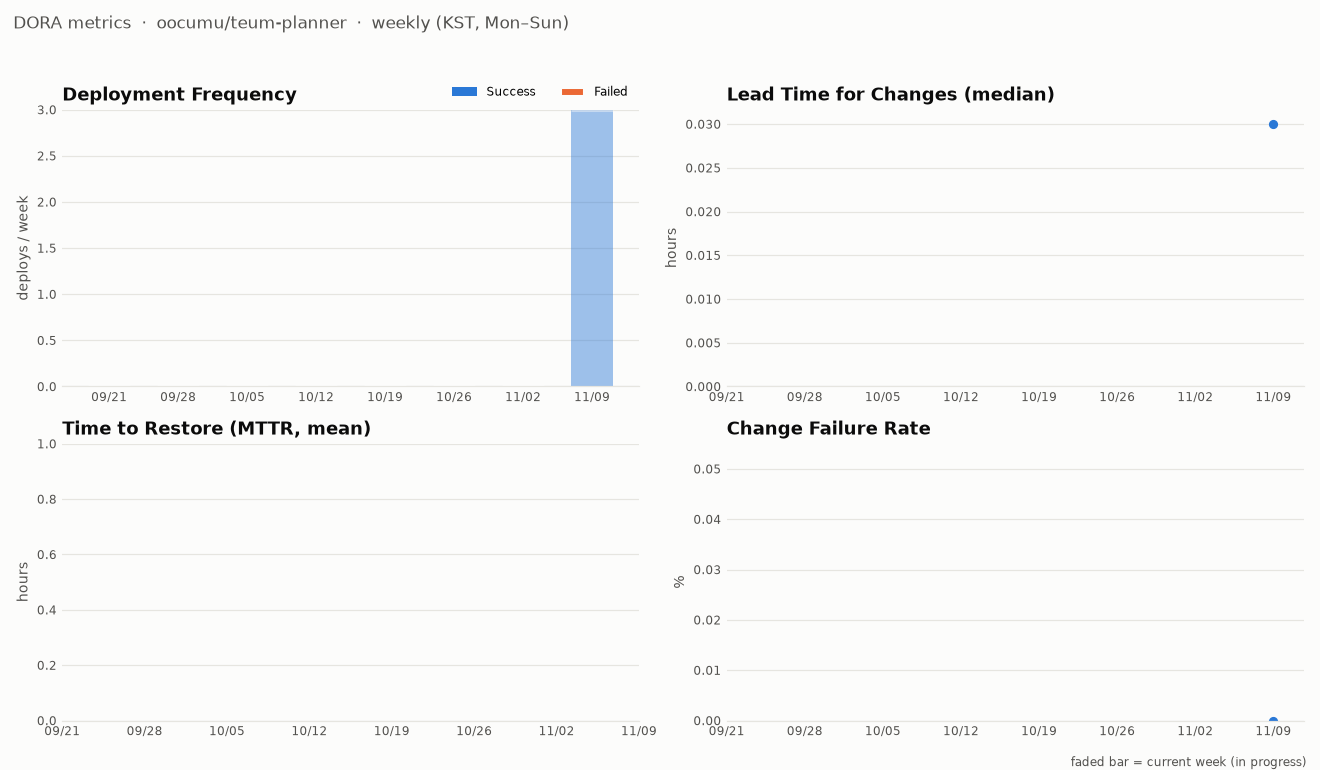 DORA metrics · oocumu/teum-planner · weekly (KST, Mon–Sun)
Deployment Frequency
Success
Failed
deploys / week
3.0
2.5
2.0
1.5
1.0
0.5
0.0
09/21 09/28 10/05 10/12 10/19 10/26 11/02 11/09
Lead Time for Changes (median)
hours
0.030
0.025
0.020
0.015
0.010
0.005
0.000
09/21 09/28 10/05 10/12 10/19 10/26 11/02 11/09
Time to Restore (MTTR, mean)
hours
1.0
0.8
0.6
0.4
0.2
0.0
09/21 09/28 10/05 10/12 10/19 10/26 11/02 11/09
Change Failure Rate
%
0.05
0.04
0.03
0.02
0.01
0.00
09/21 09/28 10/05 10/12 10/19 10/26 11/02 11/09
faded bar = current week (in progress)